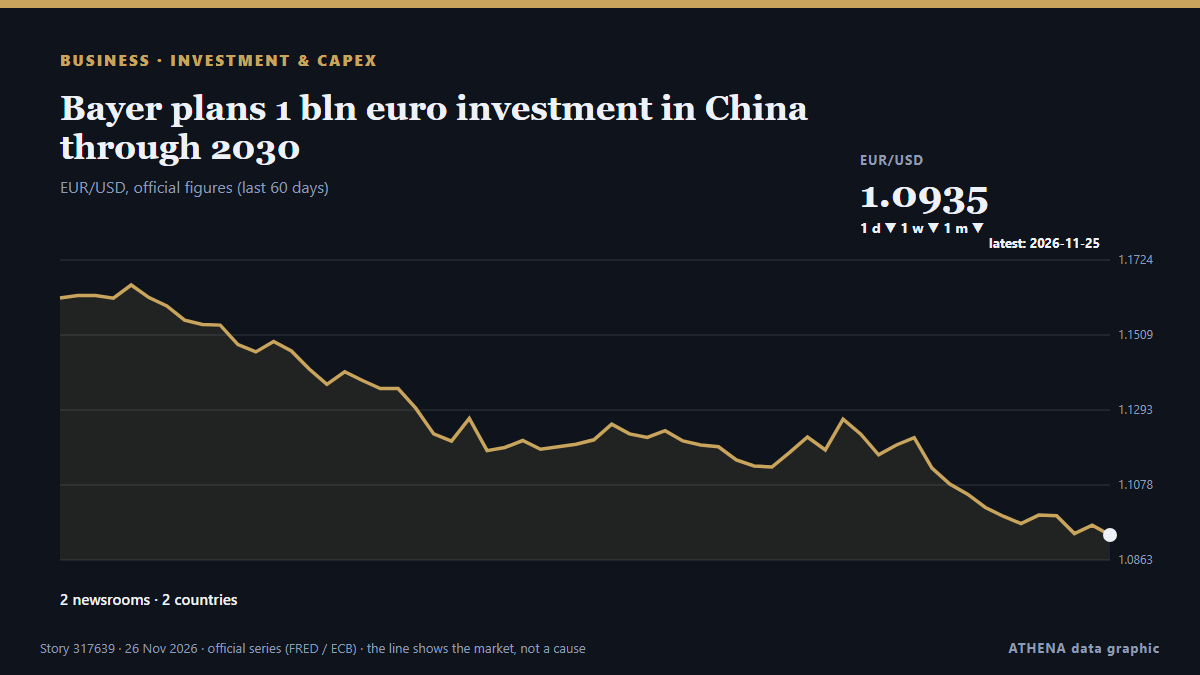 BUSINESS · INVESTMENT & CAPEX
Bayer plans 1 bln euro investment in China
through 2030
EUR/USD, official figures (last 60 days)
EUR/USD
1.0935
1 d ▼ 1 w ▼ 1 m ▼
latest: 2026-11-25
1.1724
1.1509
1.1293
1.1078
1.0863
2 newsrooms · 2 countries
Story 317639 · 26 Nov 2026 · official series (FRED / ECB) · the line shows the market, not a cause
ATHENA data graphic